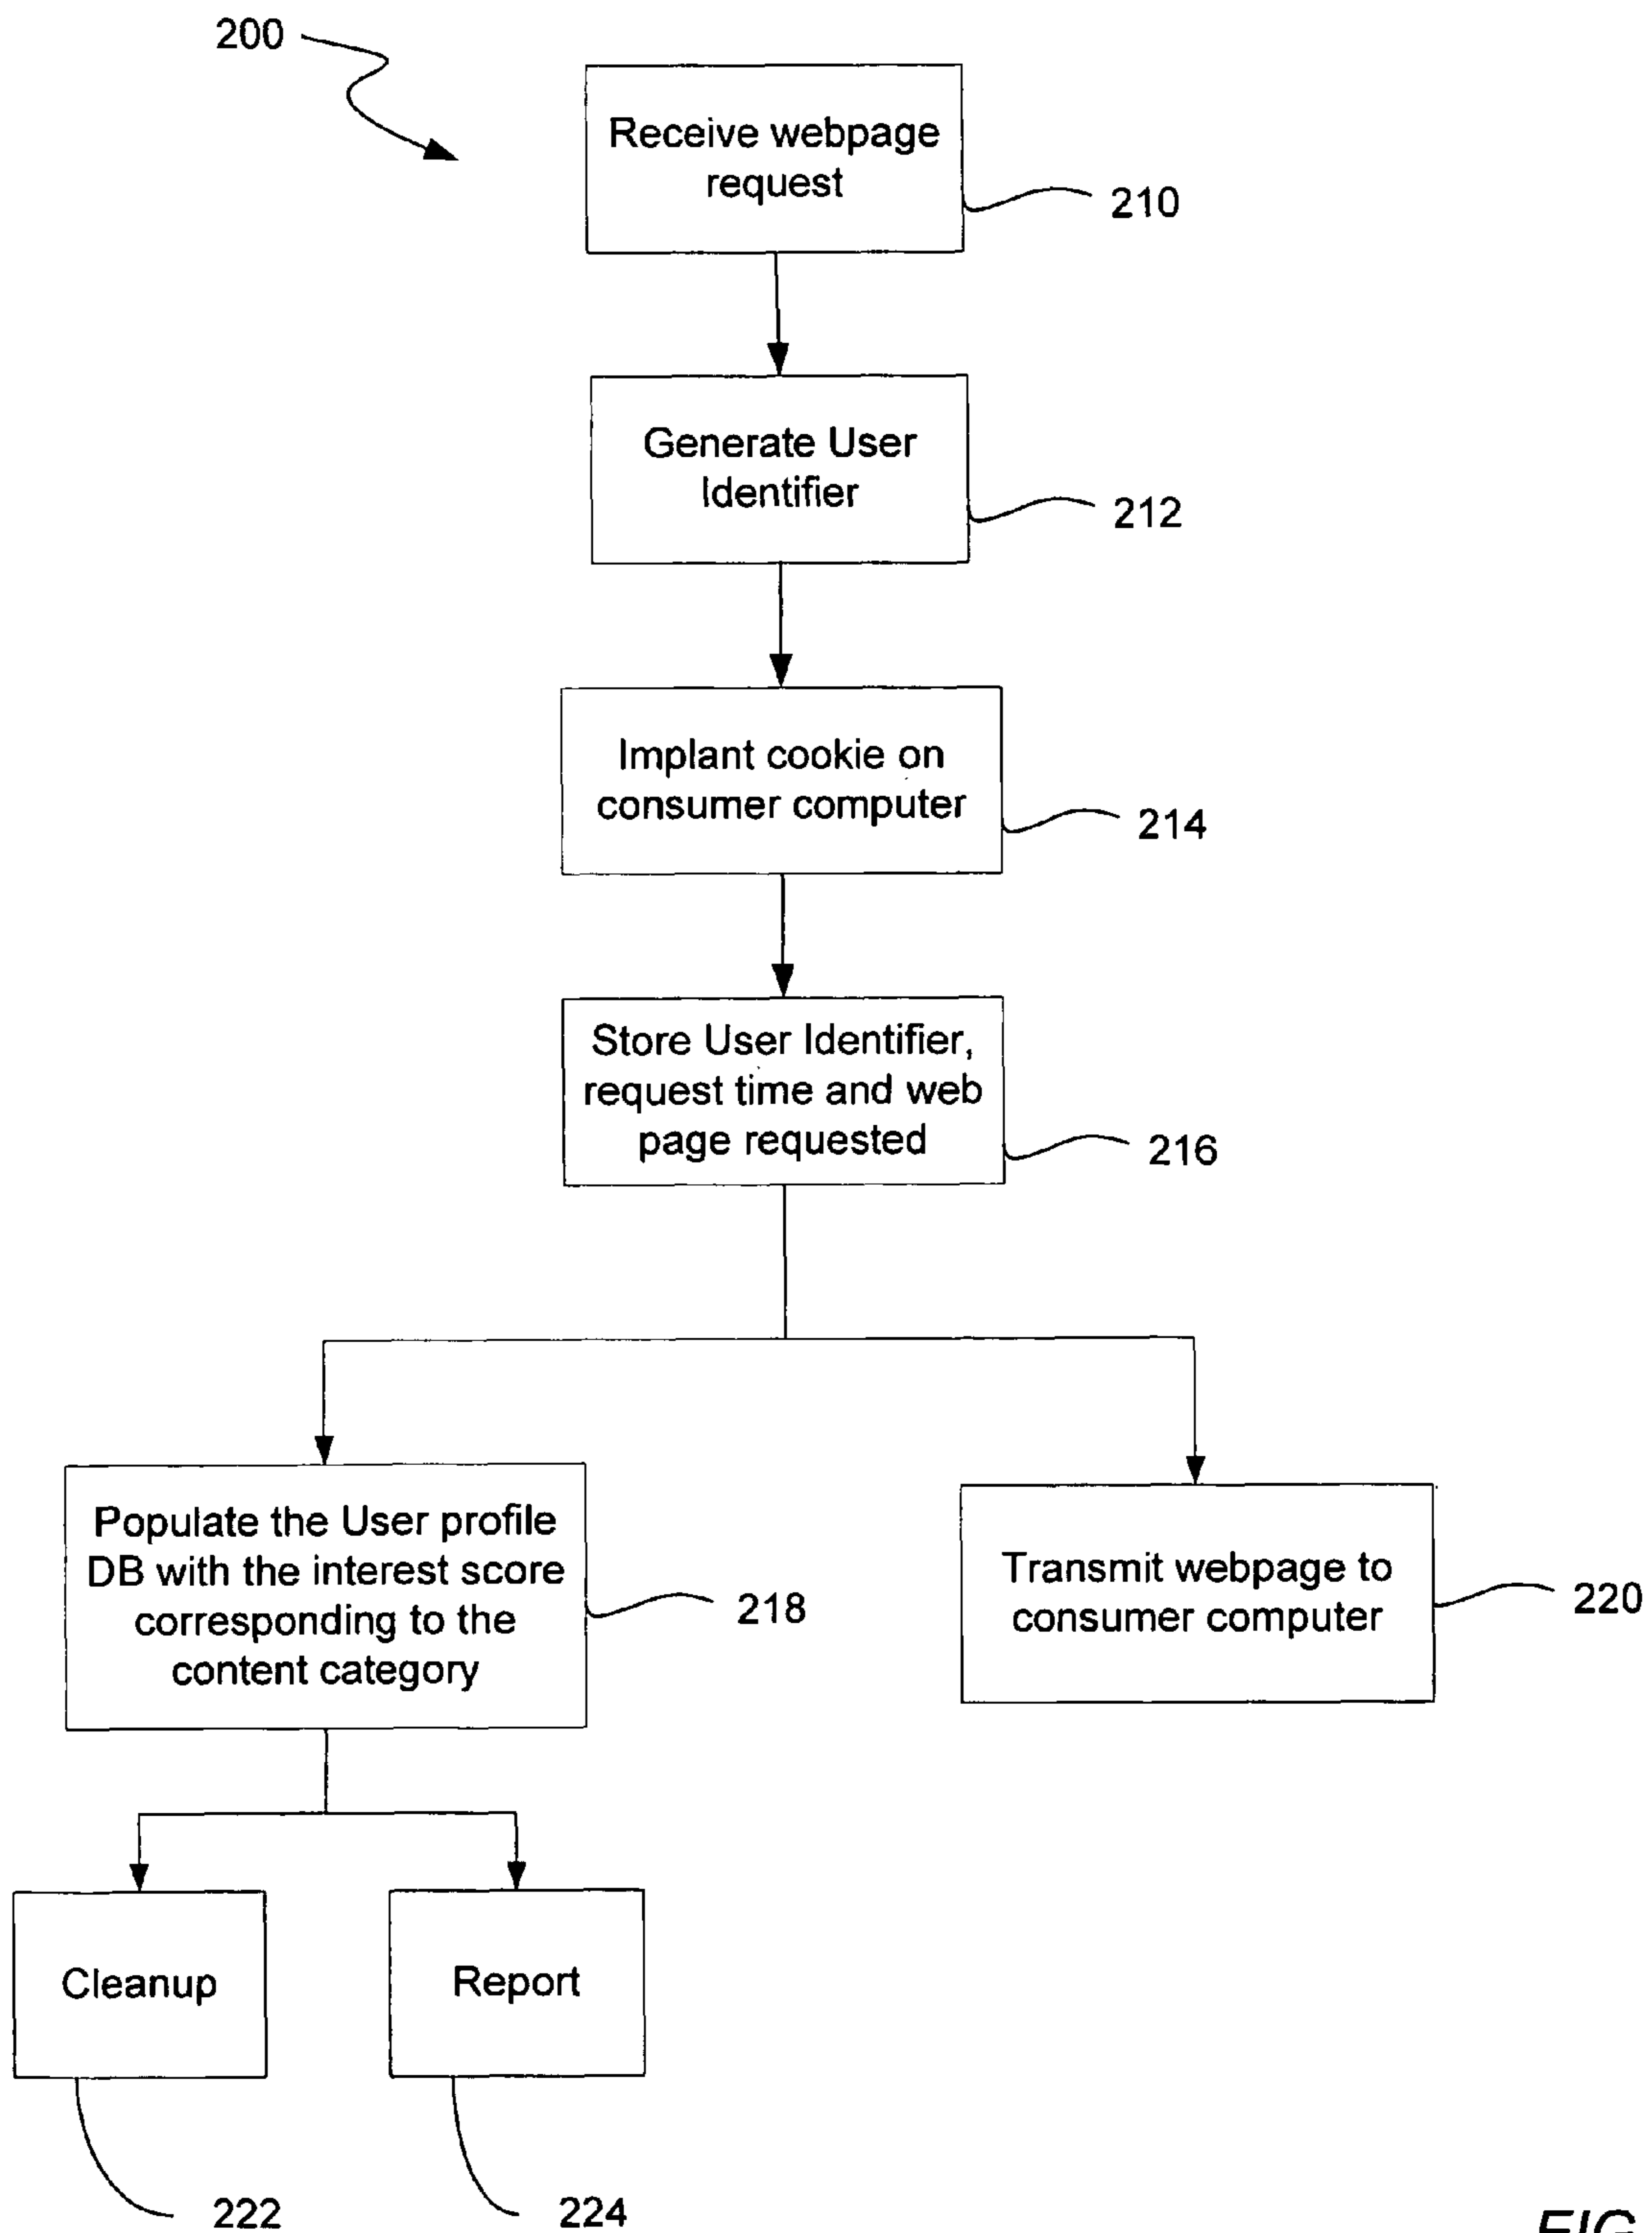 200
Receive webpage
request
210
Generate User
Identifier
212
Implant cookie on
consumer computer
214
Store User Identifier,
request time and web
page requested
216
Populate the User profile
DB with the interest score
corresponding to the
content category
218
Transmit webpage to
consumer computer
220
Cleanup
Report
222
224
FIG